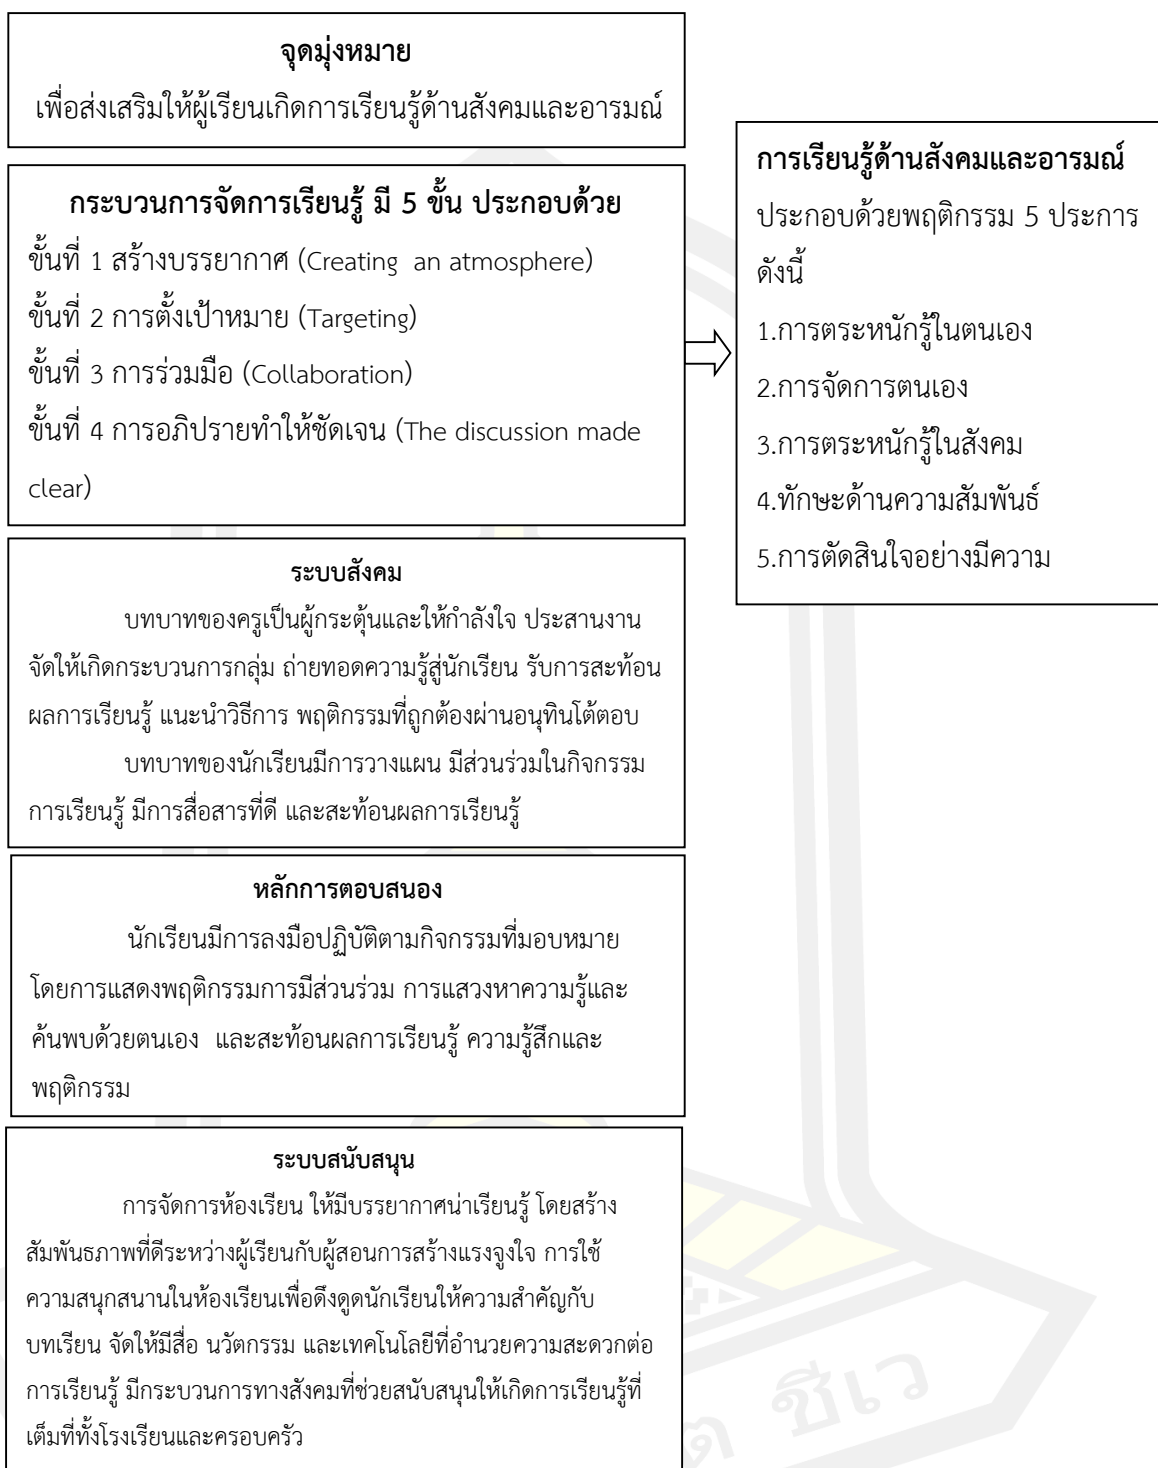 จุดมุ่งหมาย
เพื่อส่งเสริมให้ผู้เรียนเกิดการเรียนรู้ด้านสังคมและอารมณ์
กระบวนการจัดการเรียนรู้ มี 5 ขั้น ประกอบด้วย
ขั้นที่ 1 สร้างบรรยากาศ (Creating an atmosphere)
ขั้นที่ 2 การตั้งเป้าหมาย (Targeting)
ขั้นที่ 3 การร่วมมือ (Collaboration)
ขั้นที่ 4 การอภิปรายทำให้ชัดเจน (The discussion made
clear)
ระบบสังคม
บทบาทของครูเป็นผู้กระตุ้นและให้กำลังใจ ประสานงาน
จัดให้เกิดกระบวนการกลุ่ม ถ่ายทอดความรู้สู่นักเรียน รับการสะท้อน
ผลการเรียนรู้ แนะนำวิธีการ พฤติกรรมที่ถูกต้องผ่านอนุทินโต้ตอบ
บทบาทของนักเรียนมีการวางแผน มีส่วนร่วมในกิจกรรม
การเรียนรู้ มีการสื่อสารที่ดี และสะท้อนผลการเรียนรู้
หลักการตอบสนอง
นักเรียนมีการลงมือปฏิบัติตามกิจกรรมที่มอบหมาย
โดยการแสดงพฤติกรรมการมีส่วนร่วม การแสวงหาความรู้และ
ค้นพบด้วยตนเอง และสะท้อนผลการเรียนรู้ ความรู้สึกและ
พฤติกรรม
ระบบสนับสนุน
การจัดการห้องเรียน ให้มีบรรยากาศน่าเรียนรู้ โดยสร้าง
สัมพันธภาพที่ดีระหว่างผู้เรียนกับผู้สอนการสร้างแรงจูงใจ การใช้
ความสนุกสนานในห้องเรียนเพื่อดึงดูดนักเรียนให้ความสำคัญกับ
บทเรียน จัดให้มีสื่อ นวัตกรรม และเทคโนโลยีที่อำนวยความสะดวกต่อ
การเรียนรู้ มีกระบวนการทางสังคมที่ช่วยสนับสนุนให้เกิดการเรียนรู้ที่
เต็มที่ทั้งโรงเรียนและครอบครัว
การเรียนรู้ด้านสังคมและอารมณ์
ประกอบด้วยพฤติกรรม 5 ประการ
ดังนี้
1.การตระหนักรู้ในตนเอง
2.การจัดการตนเอง
3.การตระหนักรู้ในสังคม
4.ทักษะด้านความสัมพันธ์
5.การตัดสินใจอย่างมีความ
ชีเว